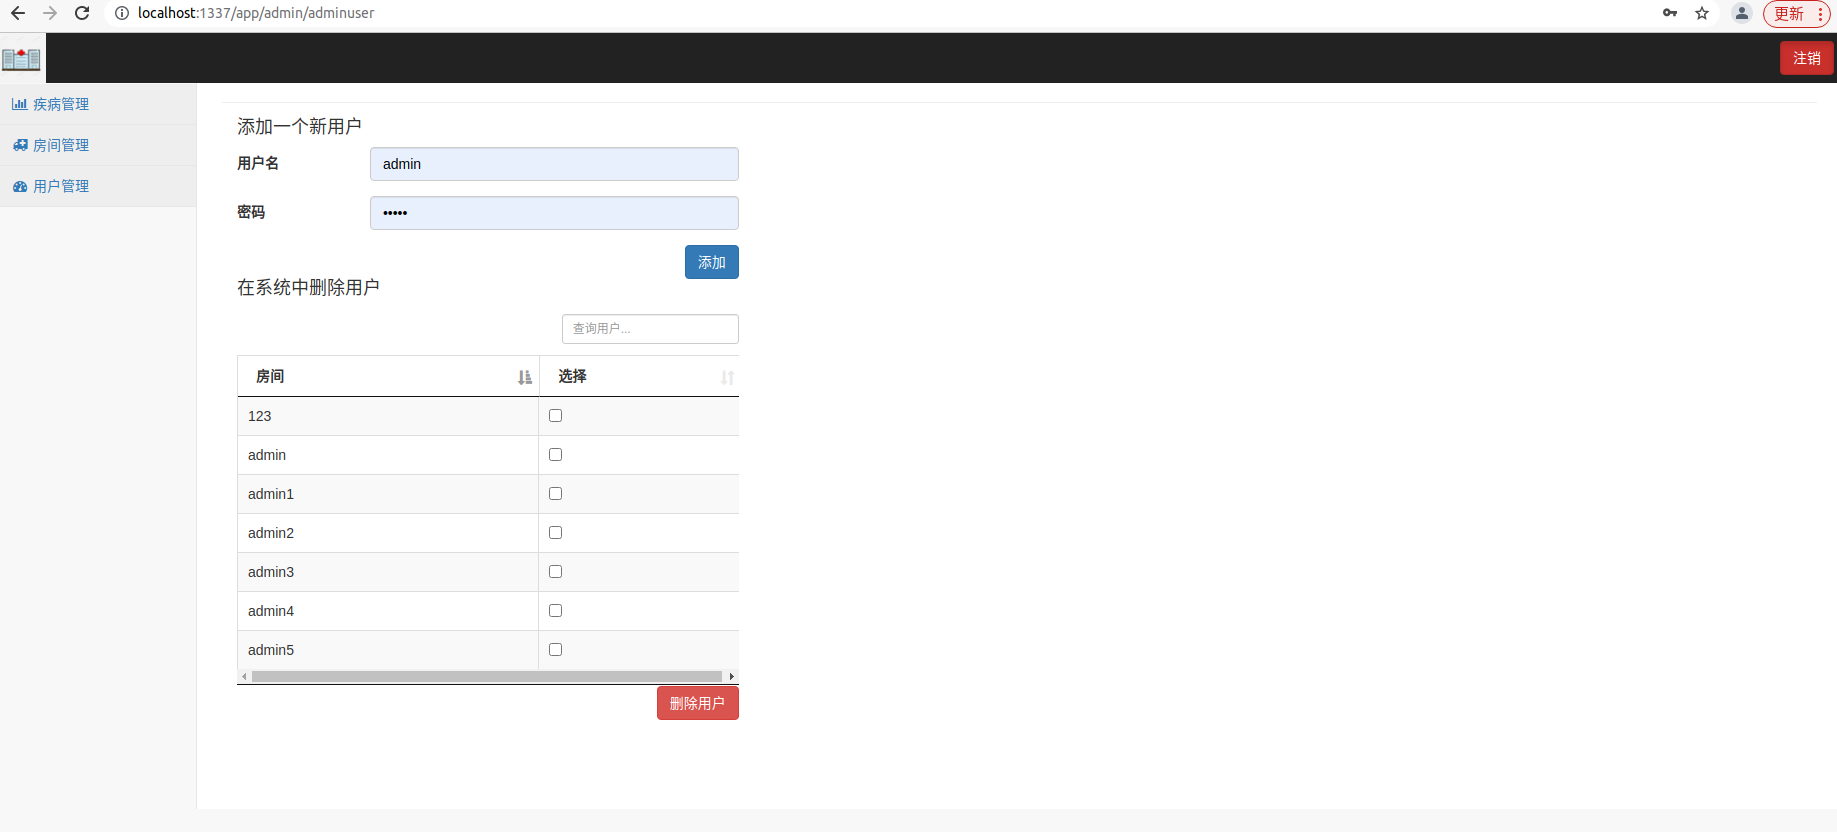 localhost:1337/app/admin/adminuser
更新
注销
疾病管理
房间管理
用户管理
添加一个新用户
用户名 admin
密码 •••••
添加
在系统中删除用户
查询用户...
房间 选择
123
admin
admin1
admin2
admin3
admin4
admin5
删除用户